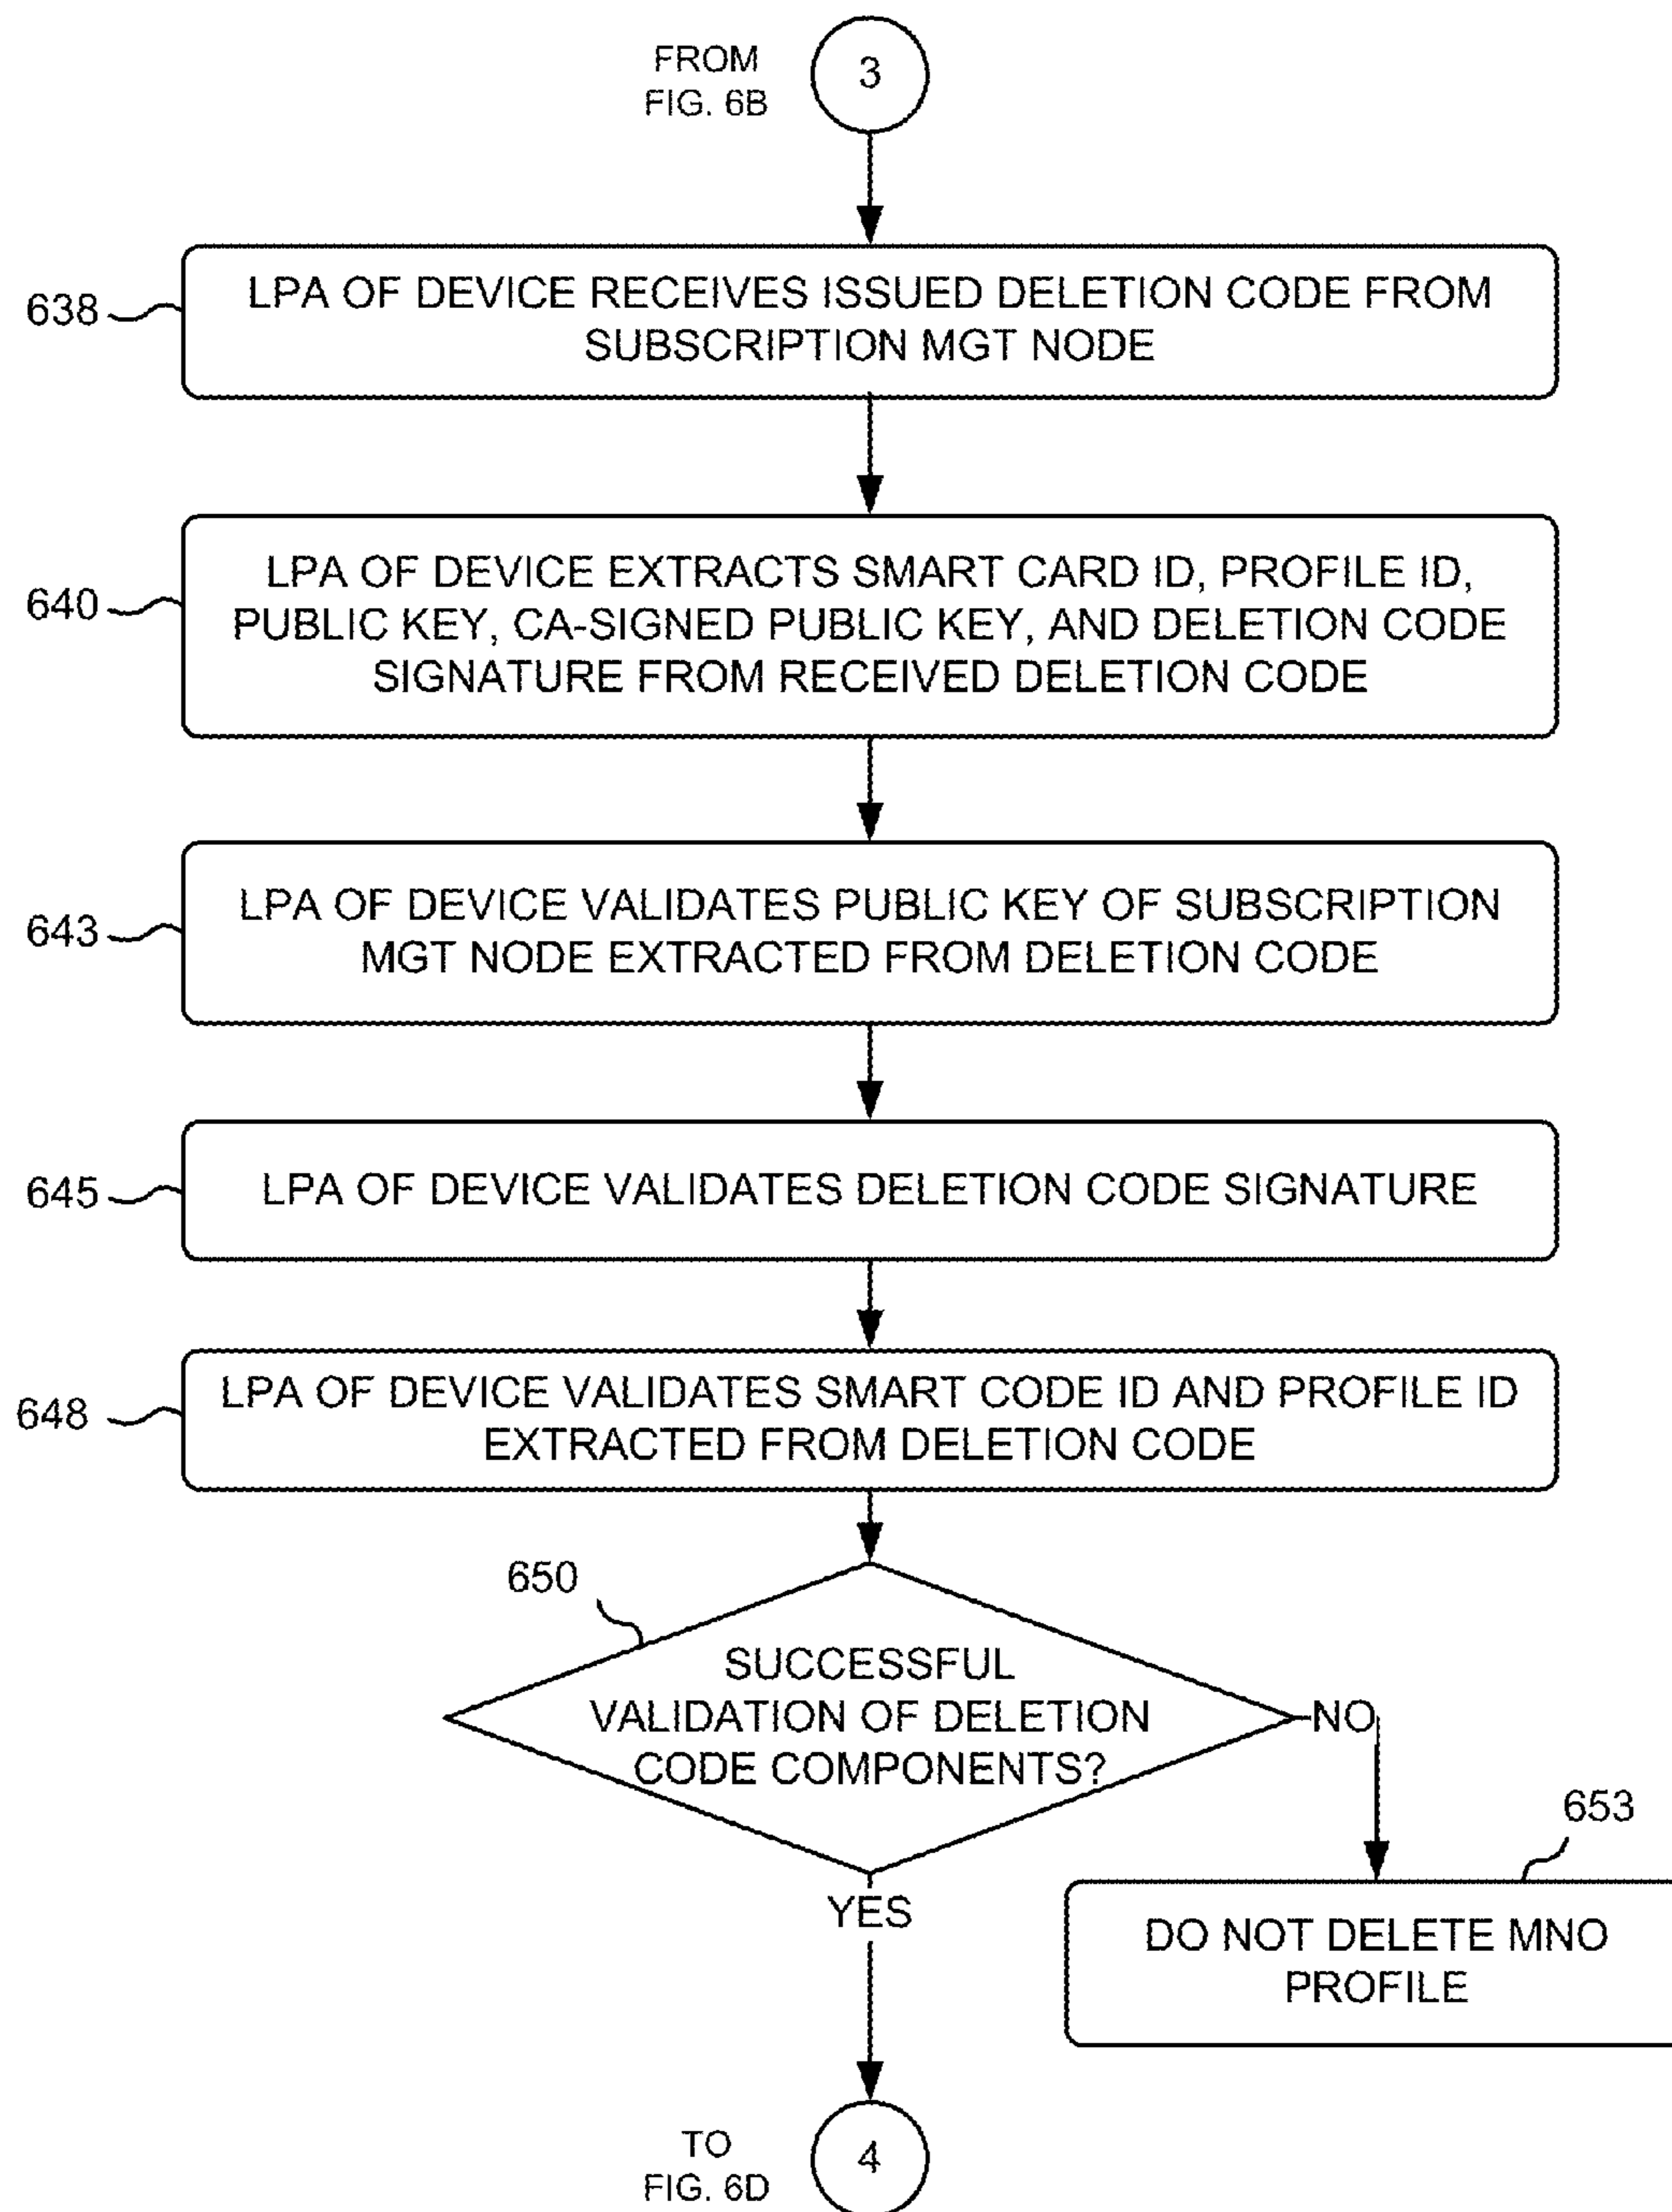 FROM
FIG. 6B
3
638
LPA OF DEVICE RECEIVES ISSUED DELETION CODE FROM
SUBSCRIPTION MGT NODE
640
LPA OF DEVICE EXTRACTS SMART CARD ID, PROFILE ID,
PUBLIC KEY, CA-SIGNED PUBLIC KEY, AND DELETION CODE
SIGNATURE FROM RECEIVED DELETION CODE
643
LPA OF DEVICE VALIDATES PUBLIC KEY OF SUBSCRIPTION
MGT NODE EXTRACTED FROM DELETION CODE
645
LPA OF DEVICE VALIDATES DELETION CODE SIGNATURE
648
LPA OF DEVICE VALIDATES SMART CODE ID AND PROFILE ID
EXTRACTED FROM DELETION CODE
650
SUCCESSFUL
VALIDATION OF DELETION
CODE COMPONENTS?
NO
653
DO NOT DELETE MNO
PROFILE
YES
TO
FIG. 6D
4